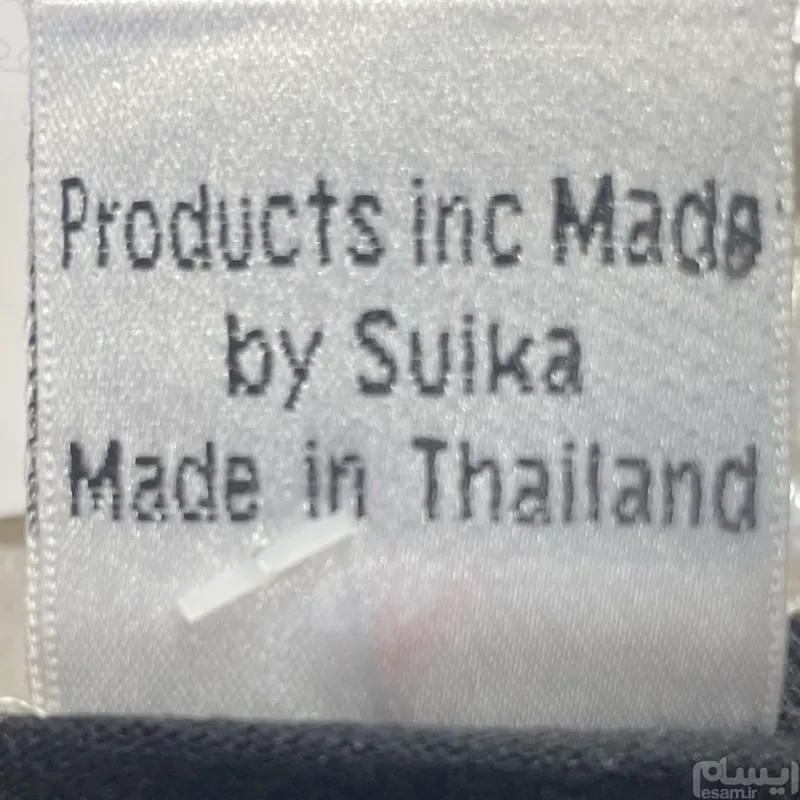 Products inc Made
by Suika
Made in Thailand
ایسام
esam.ir